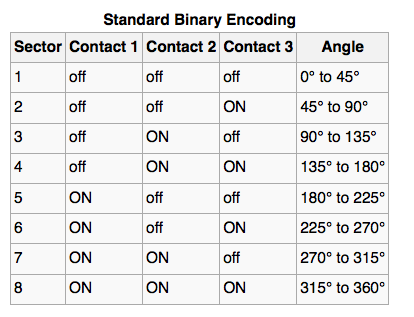 Standard Binary Encoding
Sector Contact 1 Contact 2 Contact 3 Angle
1 off off off 0° to 45°
2 off off ON 45° to 90°
3 off ON off 90° to 135°
4 off ON ON 135° to 180°
5 ON off off 180° to 225°
6 ON off ON 225° to 270°
7 ON ON off 270° to 315°
8 ON ON ON 315° to 360°